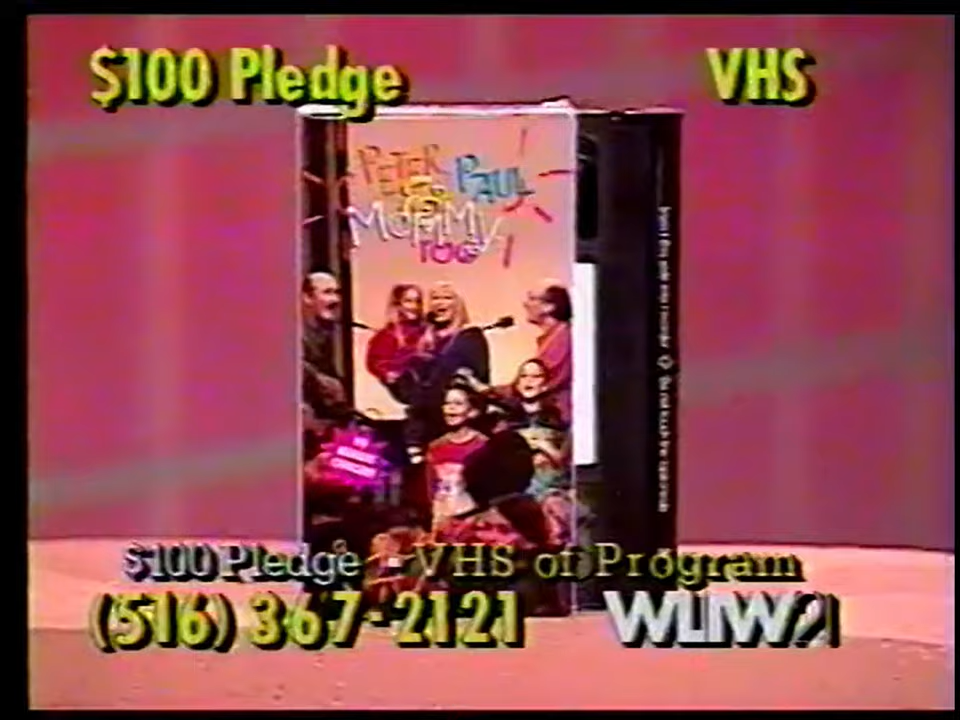 $100 Pledge
VHS
PETER PAUL
& MOMMY
TOO
$100 Pledge - VHS of Program
(516) 367-2121
WLIW21